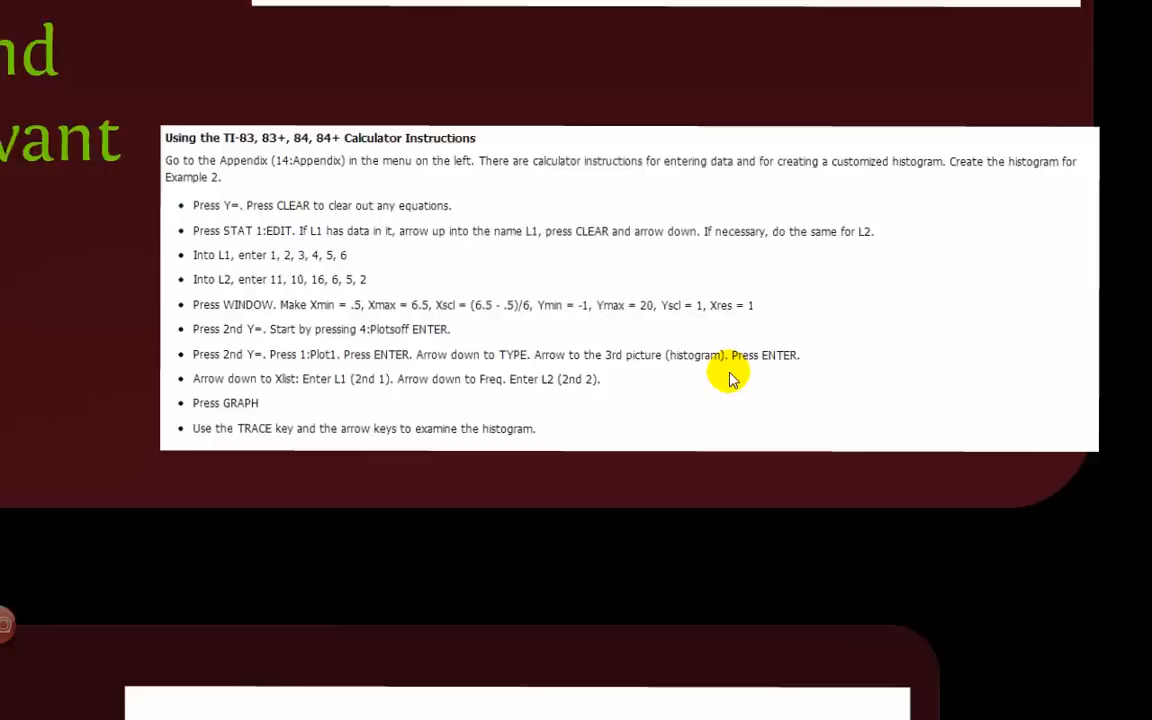 nd
vant
Using the TI-83, 83+, 84, 84+ Calculator Instructions
Go to the Appendix (14:Appendix) in the menu on the left. There are calculator instructions for entering data and for creating a customized histogram. Create the histogram for
Example 2.
• Press Y=. Press CLEAR to clear out any equations.
• Press STAT 1:EDIT. If L1 has data in it, arrow up into the name L1, press CLEAR and arrow down. If necessary, do the same for L2.
• Into L1, enter 1, 2, 3, 4, 5, 6
• Into L2, enter 11, 10, 16, 6, 5, 2
• Press WINDOW. Make Xmin = .5, Xmax = 6.5, Xscl = (6.5 - .5)/6, Ymin = -1, Ymax = 20, Yscl = 1, Xres = 1
• Press 2nd Y=. Start by pressing 4:Plotsoff ENTER.
• Press 2nd Y=. Press 1:Plot1. Press ENTER. Arrow down to TYPE. Arrow to the 3rd picture (histogram). Press ENTER.
• Arrow down to Xlist: Enter L1 (2nd 1). Arrow down to Freq. Enter L2 (2nd 2).
• Press GRAPH
• Use the TRACE key and the arrow keys to examine the histogram.